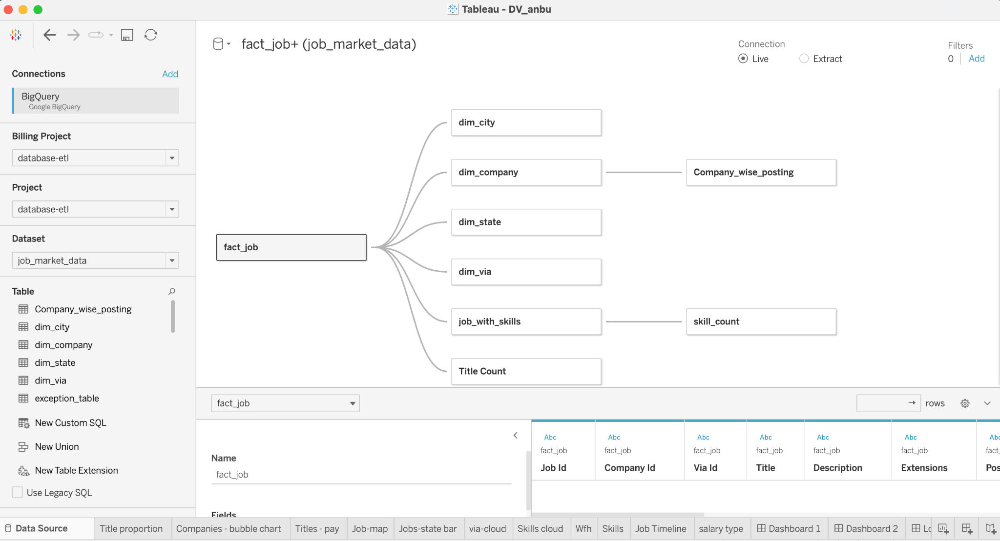 Tableau - DV_anbu
fact_job+ (job_market_data)
Connection
Live
Extract
Filters
0
Add
Connections
Add
BigQuery
Google BigQuery
Billing Project
database-etl
Project
database-etl
Dataset
job_market_data
Table
Company_wise_posting
dim_city
dim_company
dim_state
dim_via
exception_table
New Custom SQL
New Union
New Table Extension
Use Legacy SQL
fact_job
dim_city
dim_company
Company_wise_posting
dim_state
dim_via
job_with_skills
skill_count
Title Count
fact_job
rows
Name
fact_job
Fields
Abc
fact_job
Job Id
Abc
fact_job
Company Id
Abc
fact_job
Via Id
Abc
fact_job
Title
Abc
fact_job
Description
Abc
fact_job
Extensions
Abc
fact_
Pos
Data Source
Title proportion
Companies - bubble chart
Titles - pay
Job-map
Jobs-state bar
via-cloud
Skills cloud
Wfh
Skills
Job Timeline
salary type
Dashboard 1
Dashboard 2